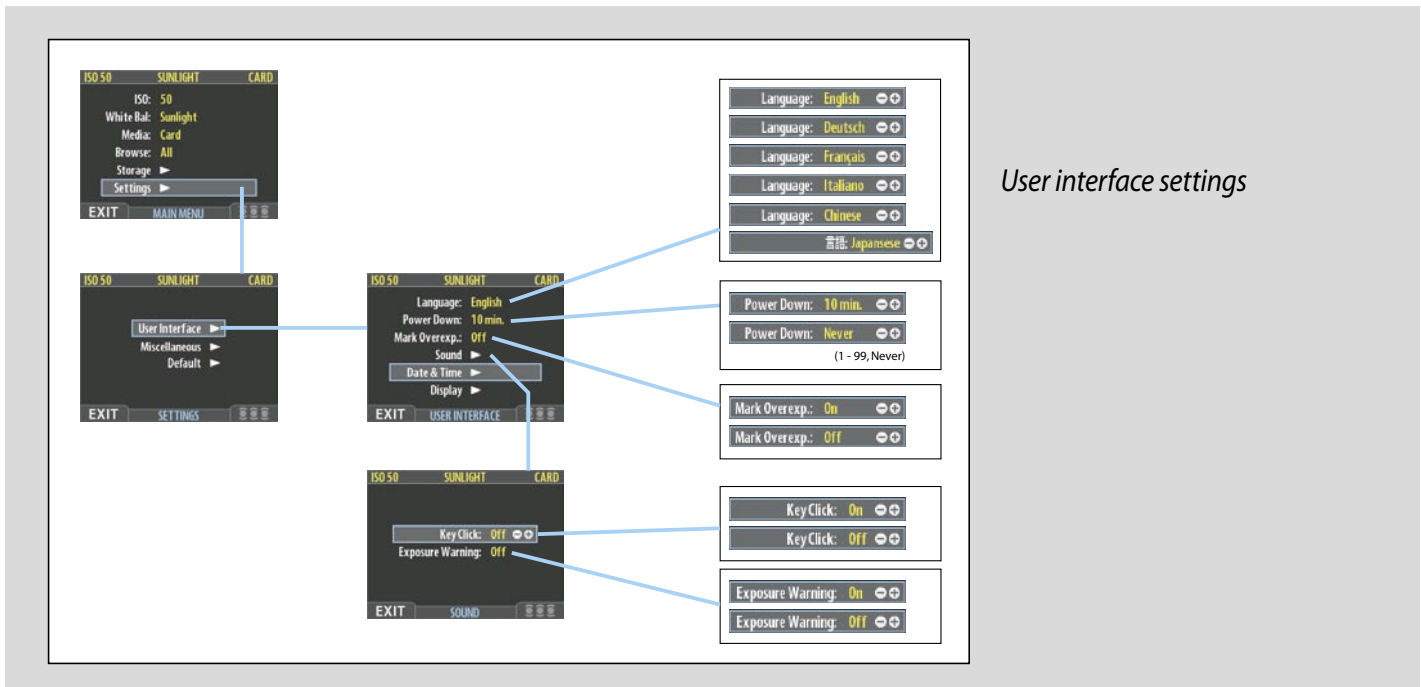 ISO 50 SUNLIGHT CARD
ISO: 50
White Bal: Sunlight
Media: Card
Browse: All
Storage ►
Settings ►
EXIT MAIN MENU
ISO 50 SUNLIGHT CARD
User Interface ►
Miscellaneous ►
Default ►
EXIT SETTINGS
ISO 50 SUNLIGHT CARD
Language: English
Power Down: 10 min.
Mark Overexp.: Off
Sound ►
Date & Time ►
Display ►
EXIT USER INTERFACE
ISO 50 SUNLIGHT CARD
Key Click: Off
Exposure Warning: Off
EXIT SOUND
Language: English
Language: Deutsch
Language: Français
Language: Italiano
Language: Chinese
言語: Japansese
Power Down: 10 min.
Power Down: Never
(1 - 99, Never)
Mark Overexp.: On
Mark Overexp.: Off
Key Click: On
Key Click: Off
Exposure Warning: On
Exposure Warning: Off
User interface settings